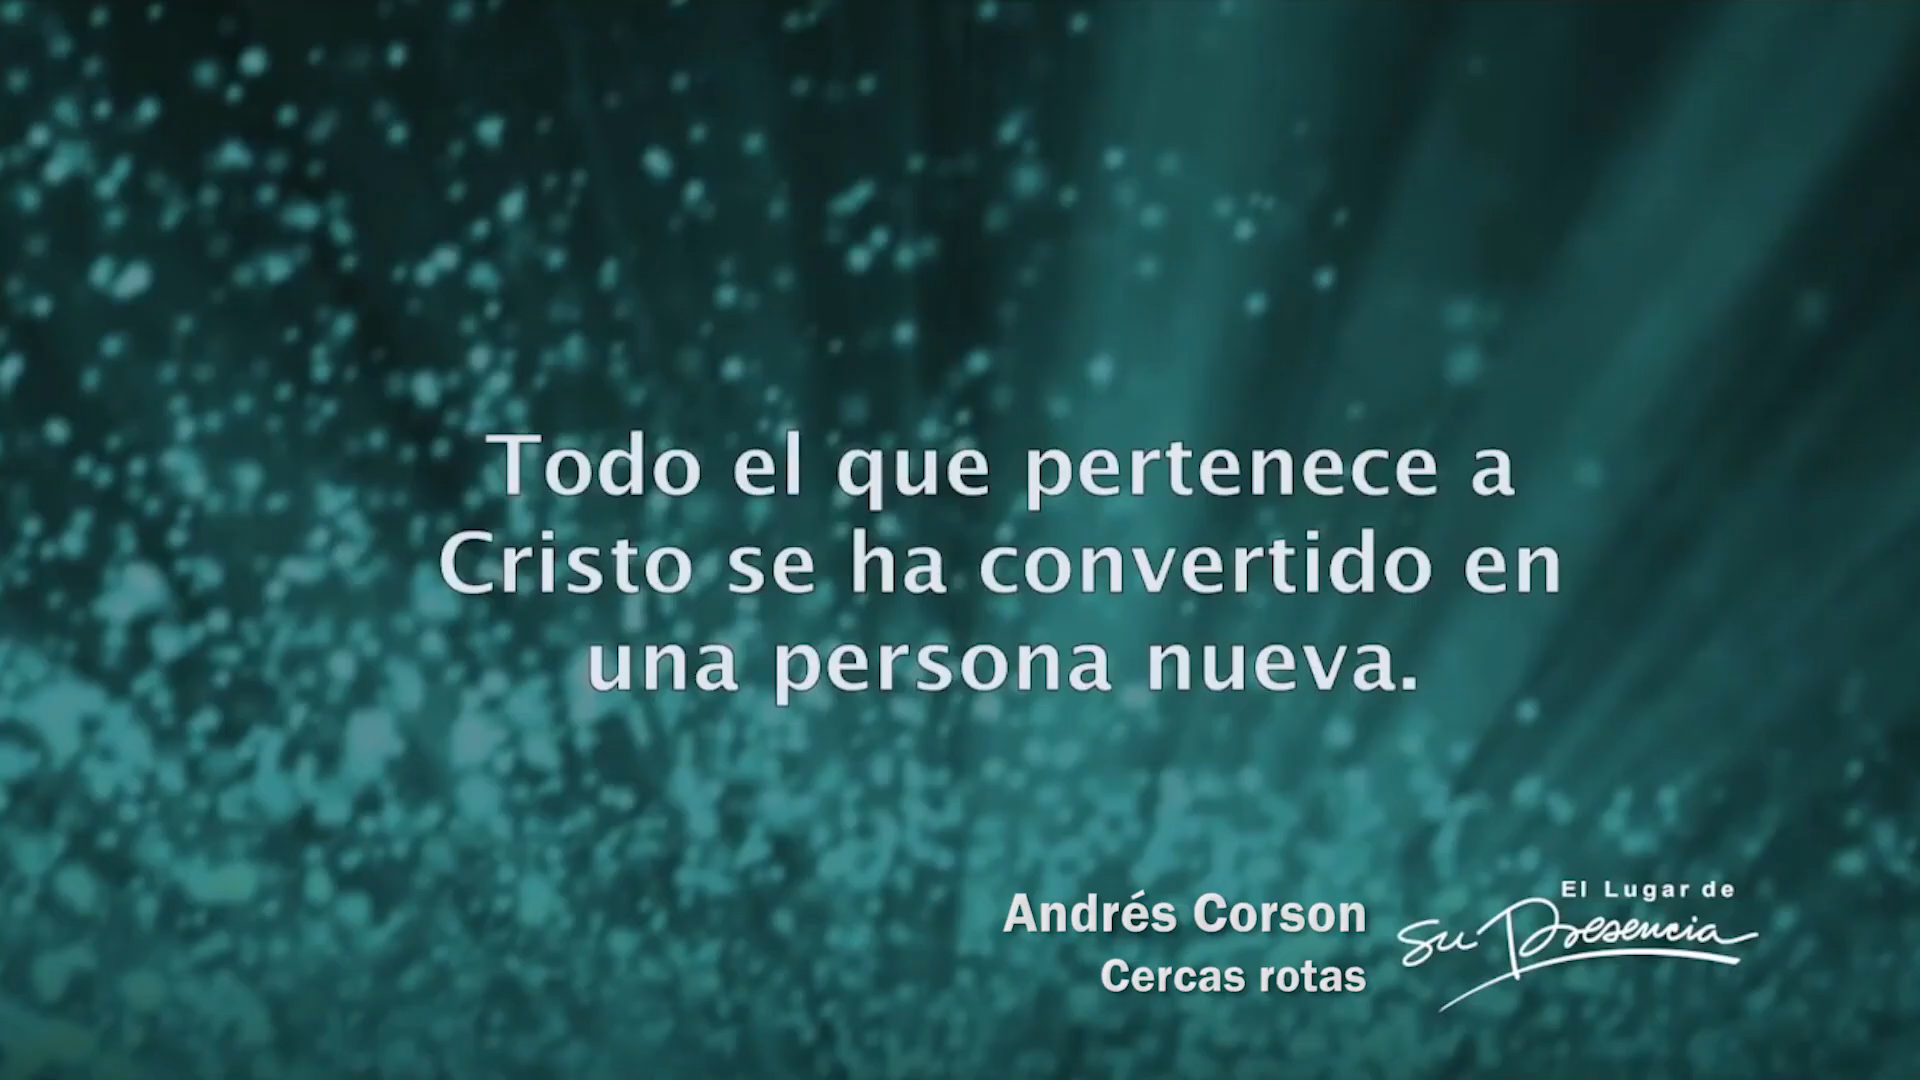 Todo el que pertenece a
Cristo se ha convertido en
una persona nueva.
Andrés Corson
Cercas rotas
El Lugar de
Su Presencia